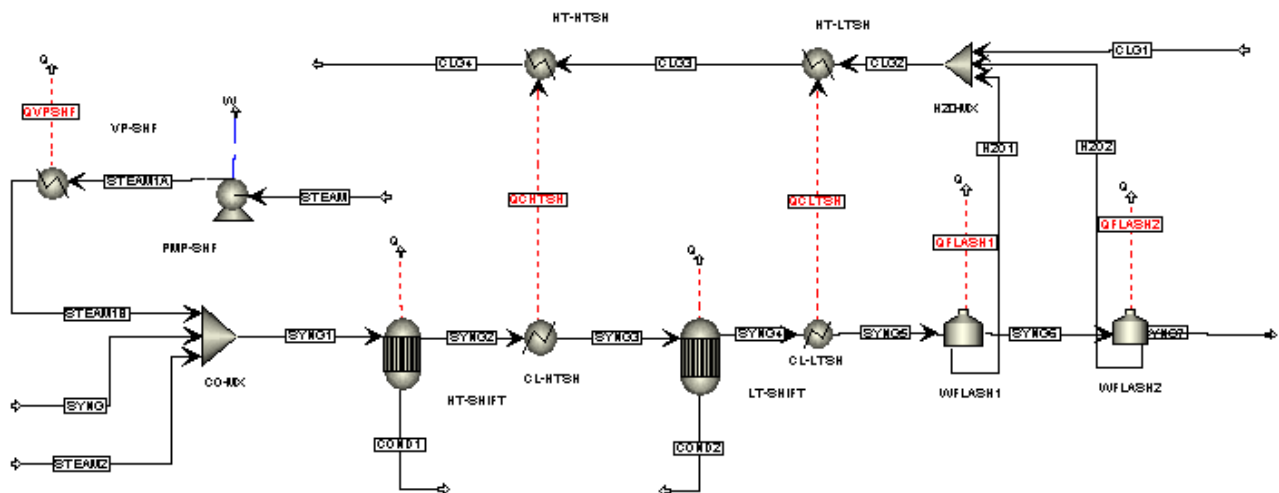 HT-HTSH
HT-LTSH
Q
CLG4
CLG3
CLG2
CLG1
QVPSHF
W
VP-SHF
H2O-MX
H2O1
H2O2
STEAM1A
STEAM
QCHTSH
QCLTSH
Q
Q
QFLASH1
QFLASH2
PMP-SHF
Q
Q
STEAM1B
SYNG1
SYNG2
SYNG3
SYNG4
SYNG5
SYNG6
SYNG7
CO-MX
CL-HTSH
CL-LTSH
SYNG
HT-SHIFT
LT-SHIFT
WFLASH1
WFLASH2
COND1
COND2
STEAM2